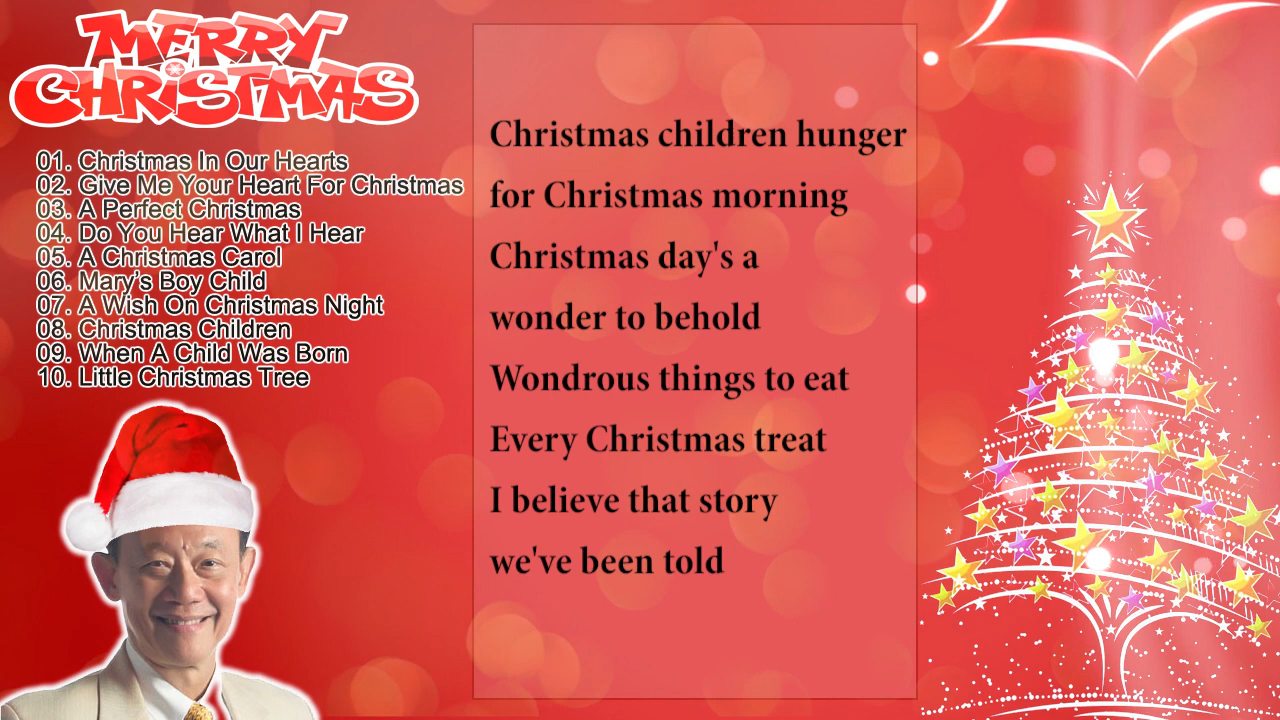 MERRY
CHRISTMAS
01. Christmas In Our Hearts
02. Give Me Your Heart For Christmas
03. A Perfect Christmas
04. Do You Hear What I Hear
05. A Christmas Carol
06. Mary's Boy Child
07. A Wish On Christmas Night
08. Christmas Children
09. When A Child Was Born
10. Little Christmas Tree
Christmas children hunger
for Christmas morning
Christmas day's a
wonder to behold
Wondrous things to eat
Every Christmas treat
I believe that story
we've been told